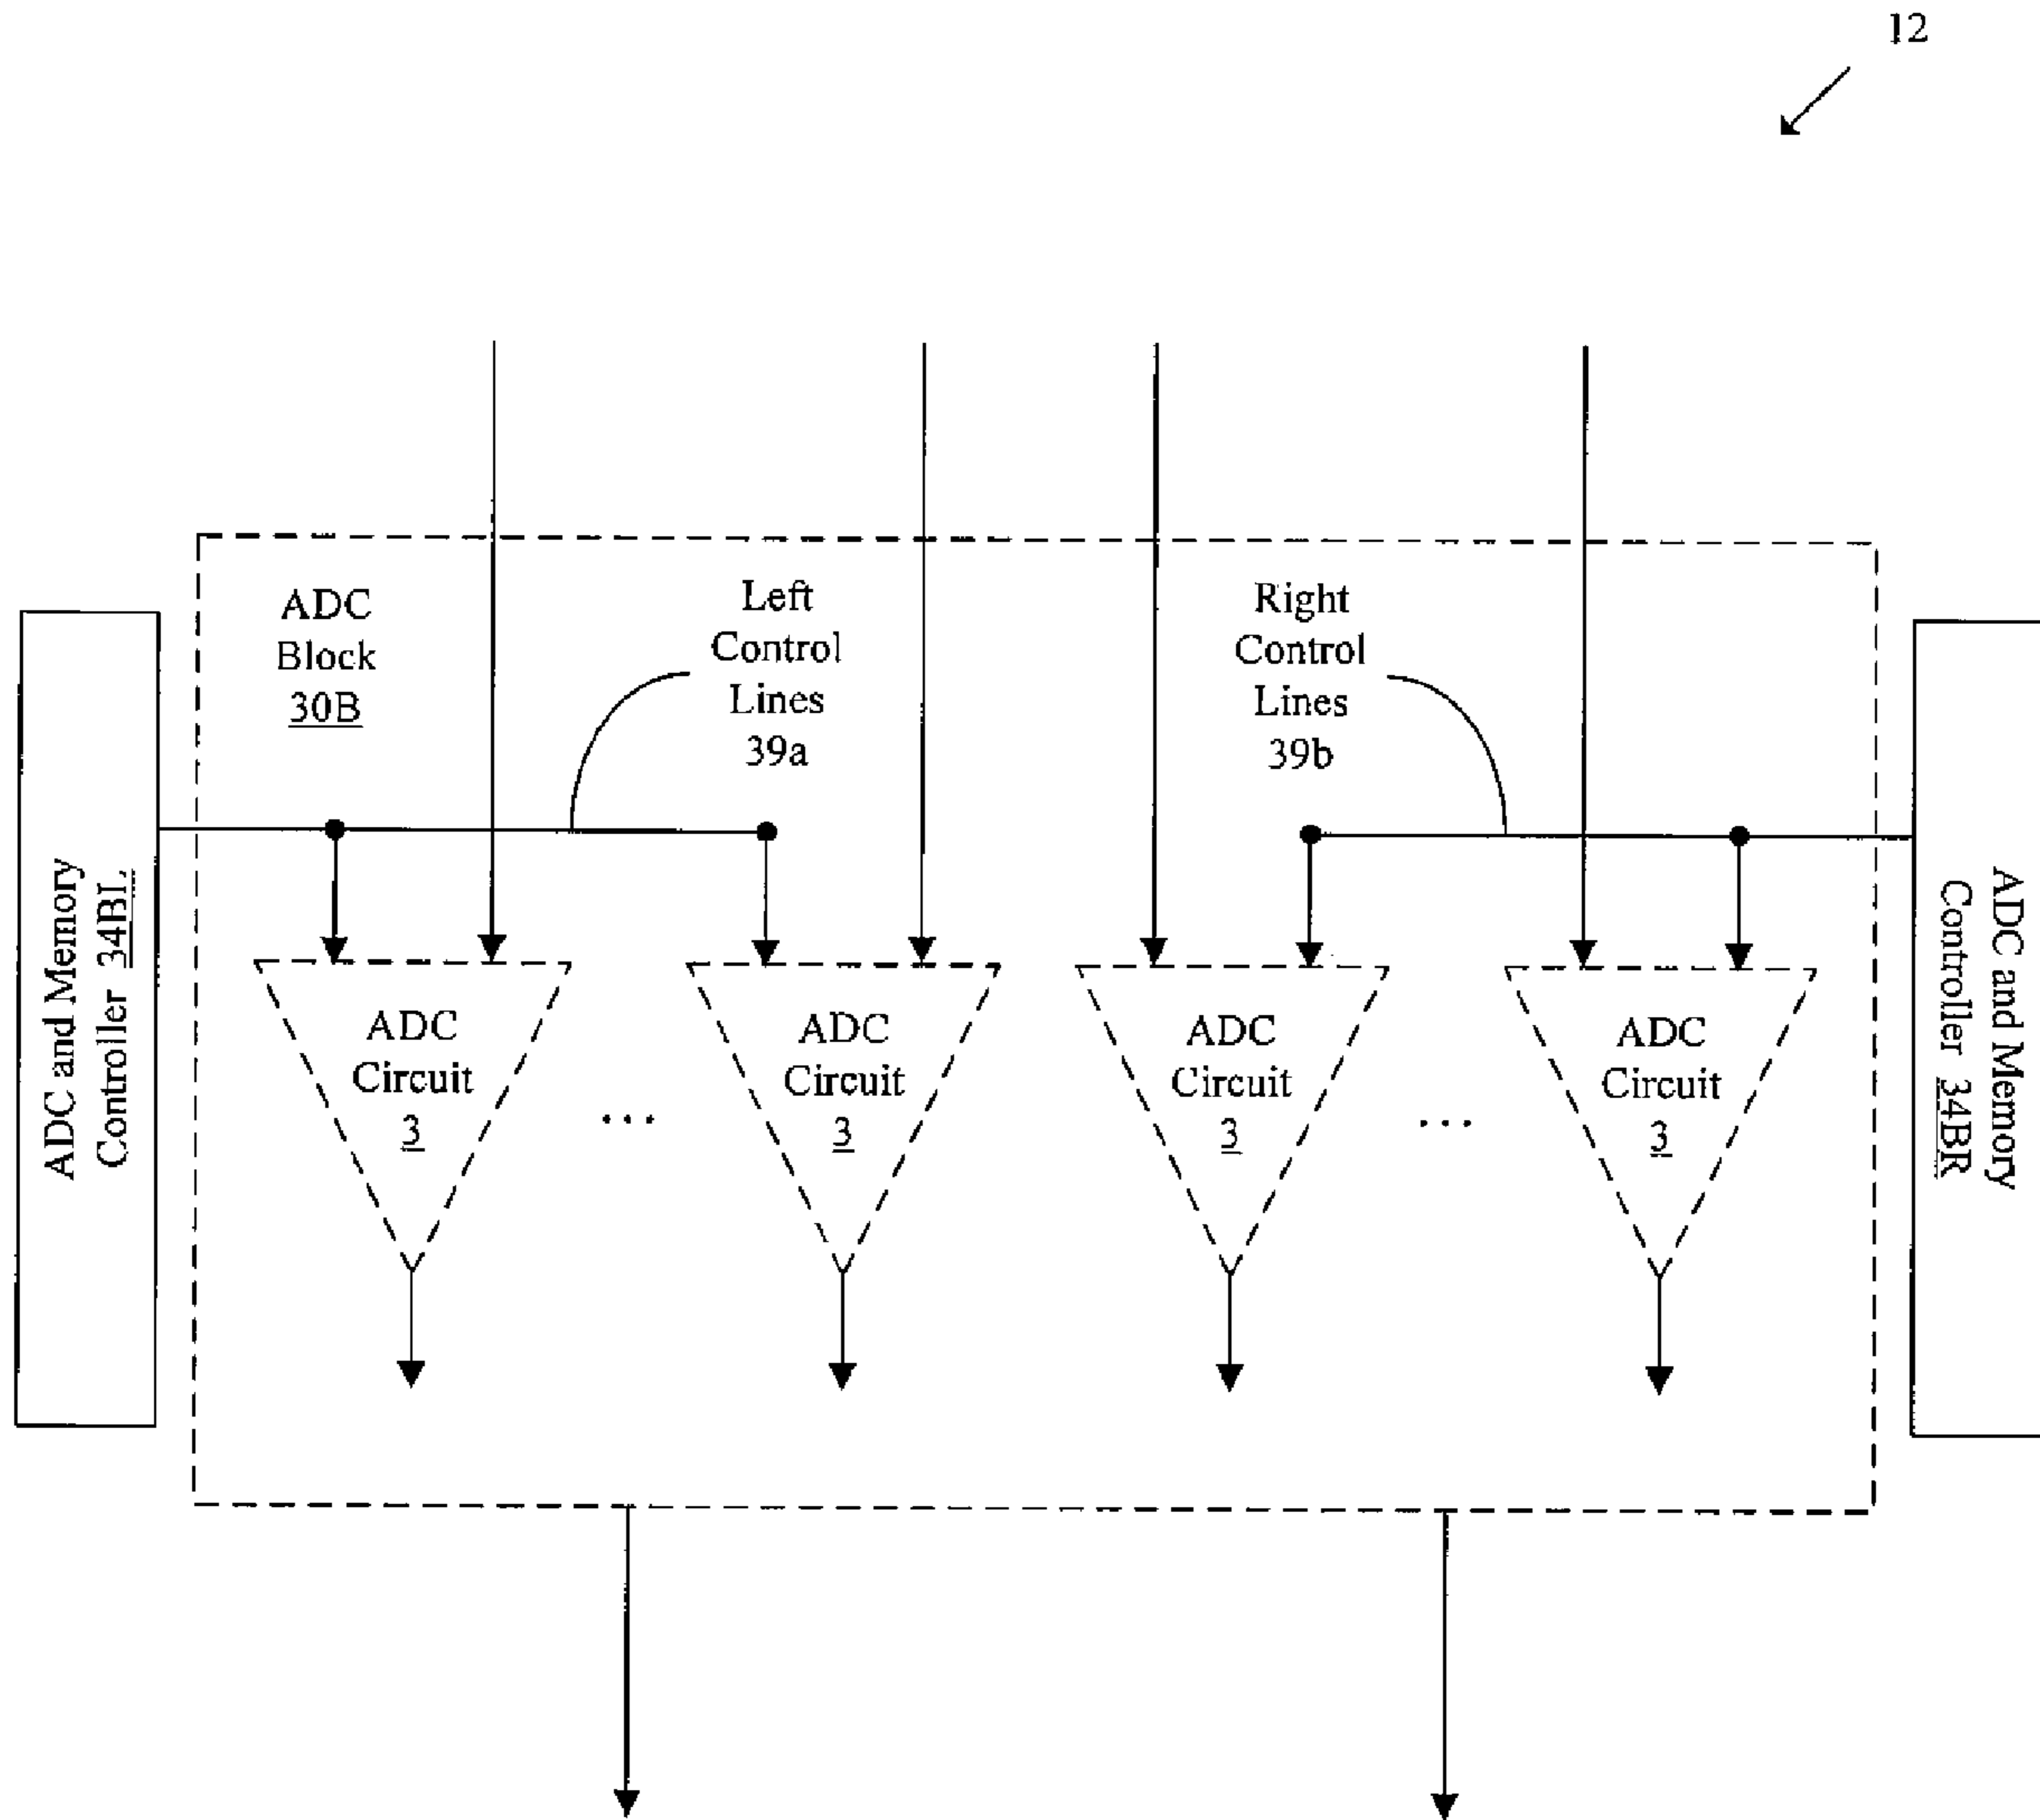 12
ADC
Block
30B
Left
Control
Lines
39a
Right
Control
Lines
39b
ADC and Memory
Controller 34BL
ADC
Circuit
3
...
ADC
Circuit
3
ADC
Circuit
3
...
ADC
Circuit
3
ADC and Memory
Controller 34BR